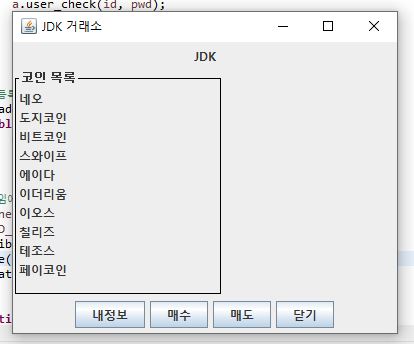 a.user_check(id, pwd);
JDK 거래소
JDK
코인 목록
네오
도지코인
비트코인
스와이프
에이다
이더리움
이오스
칠리즈
테조스
페이코인
내정보 매수 매도 닫기